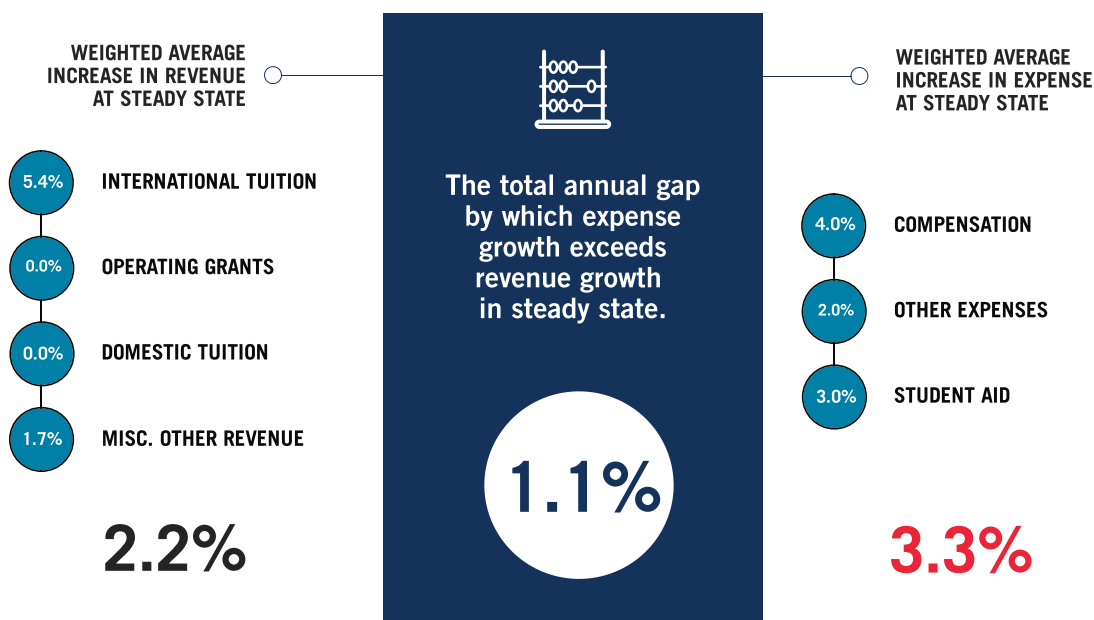 WEIGHTED AVERAGE
INCREASE IN REVENUE
AT STEADY STATE
5.4%
INTERNATIONAL TUITION
0.0%
OPERATING GRANTS
0.0%
DOMESTIC TUITION
1.7%
MISC. OTHER REVENUE
2.2%
The total annual gap
by which expense
growth exceeds
revenue growth
in steady state.
1.1%
WEIGHTED AVERAGE
INCREASE IN EXPENSE
AT STEADY STATE
4.0%
COMPENSATION
2.0%
OTHER EXPENSES
3.0%
STUDENT AID
3.3%